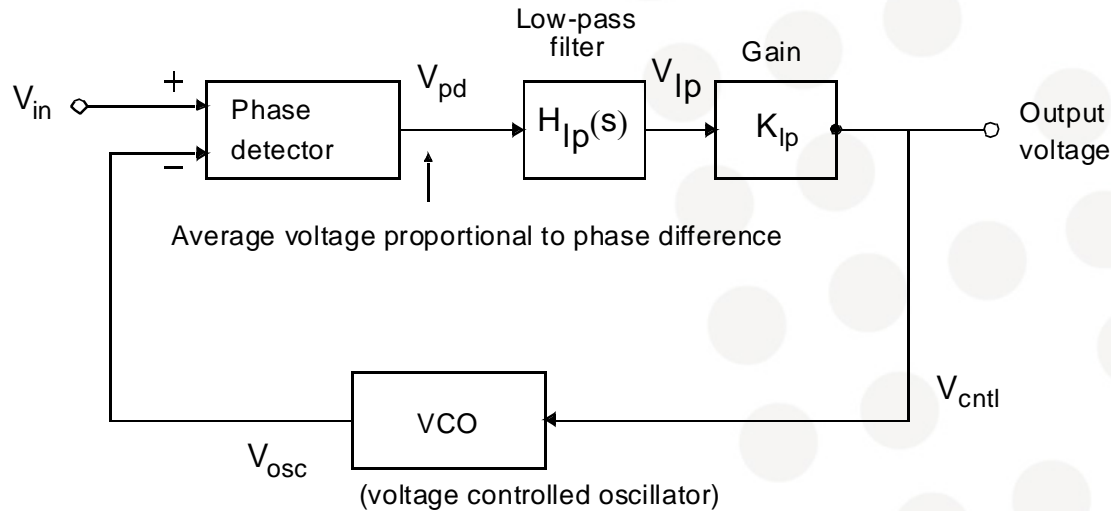 Low-pass
filter
Gain
V_in
+
−
Phase
detector
V_pd
H_lp(s)
V_lp
K_lp
Output
voltage
Average voltage proportional to phase difference
VCO
V_osc
V_cntl
(voltage controlled oscillator)